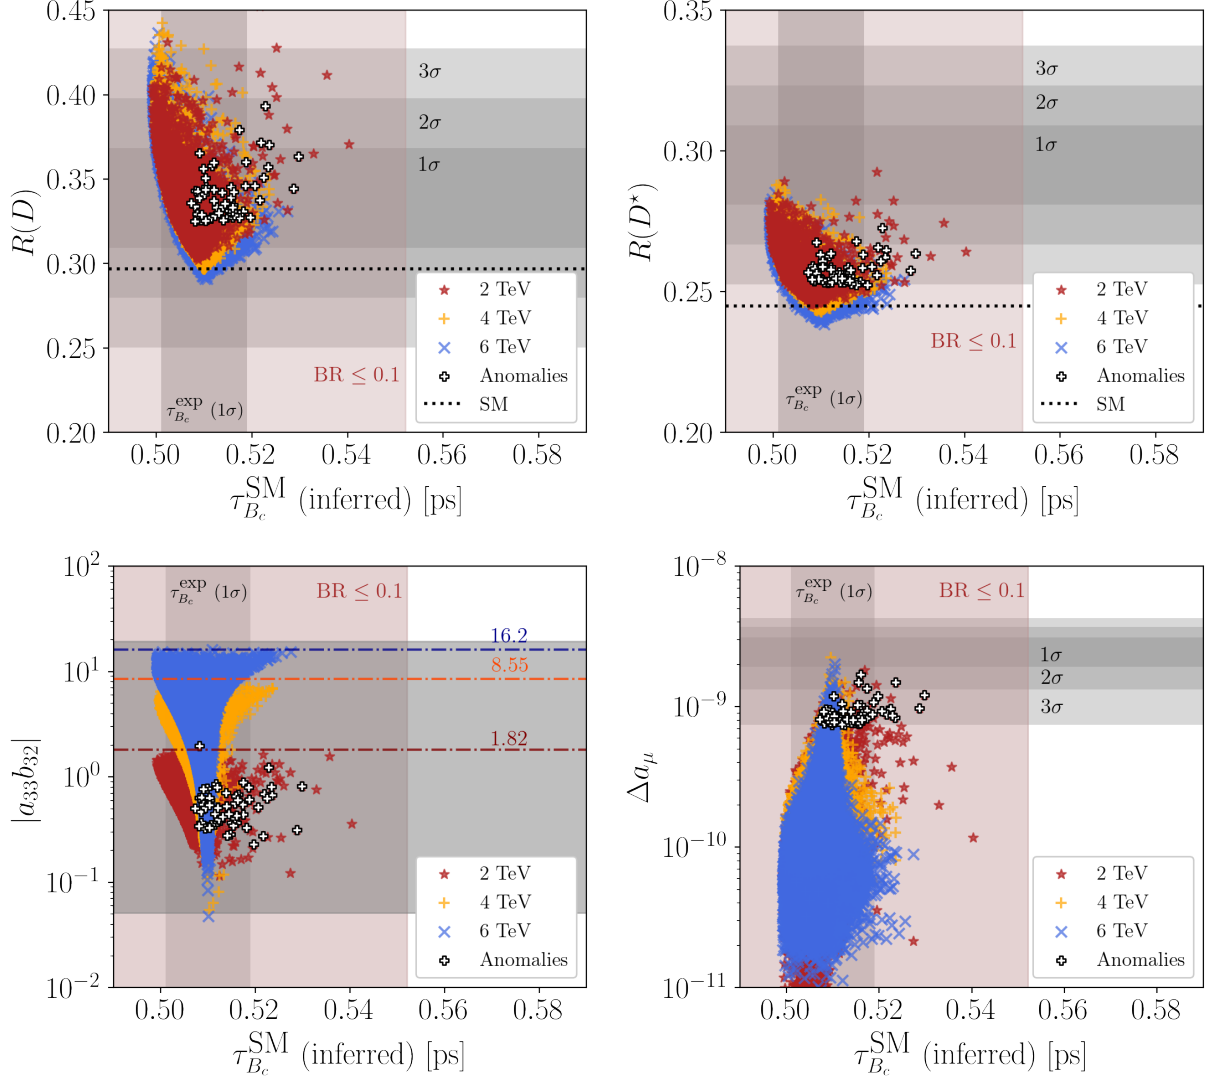 0.45
0.40
0.35
0.30
0.25
0.20
R(D)
3σ
2σ
1σ
BR ≤ 0.1
τ_{B_c}^{exp} (1σ)
2 TeV
4 TeV
6 TeV
Anomalies
SM
0.50 0.52 0.54 0.56 0.58
τ_{B_c}^{SM} (inferred) [ps]
0.35
0.30
0.25
0.20
R(D⋆)
3σ
2σ
1σ
BR ≤ 0.1
τ_{B_c}^{exp} (1σ)
2 TeV
4 TeV
6 TeV
Anomalies
SM
0.50 0.52 0.54 0.56 0.58
τ_{B_c}^{SM} (inferred) [ps]
10^2
10^1
10^0
10^{−1}
10^{−2}
|a_{33}b_{32}|
τ_{B_c}^{exp} (1σ)
BR ≤ 0.1
16.2
8.55
1.82
2 TeV
4 TeV
6 TeV
Anomalies
0.50 0.52 0.54 0.56 0.58
τ_{B_c}^{SM} (inferred) [ps]
10^{−8}
10^{−9}
10^{−10}
10^{−11}
Δa_μ
τ_{B_c}^{exp} (1σ)
BR ≤ 0.1
1σ
2σ
3σ
2 TeV
4 TeV
6 TeV
Anomalies
0.50 0.52 0.54 0.56 0.58
τ_{B_c}^{SM} (inferred) [ps]